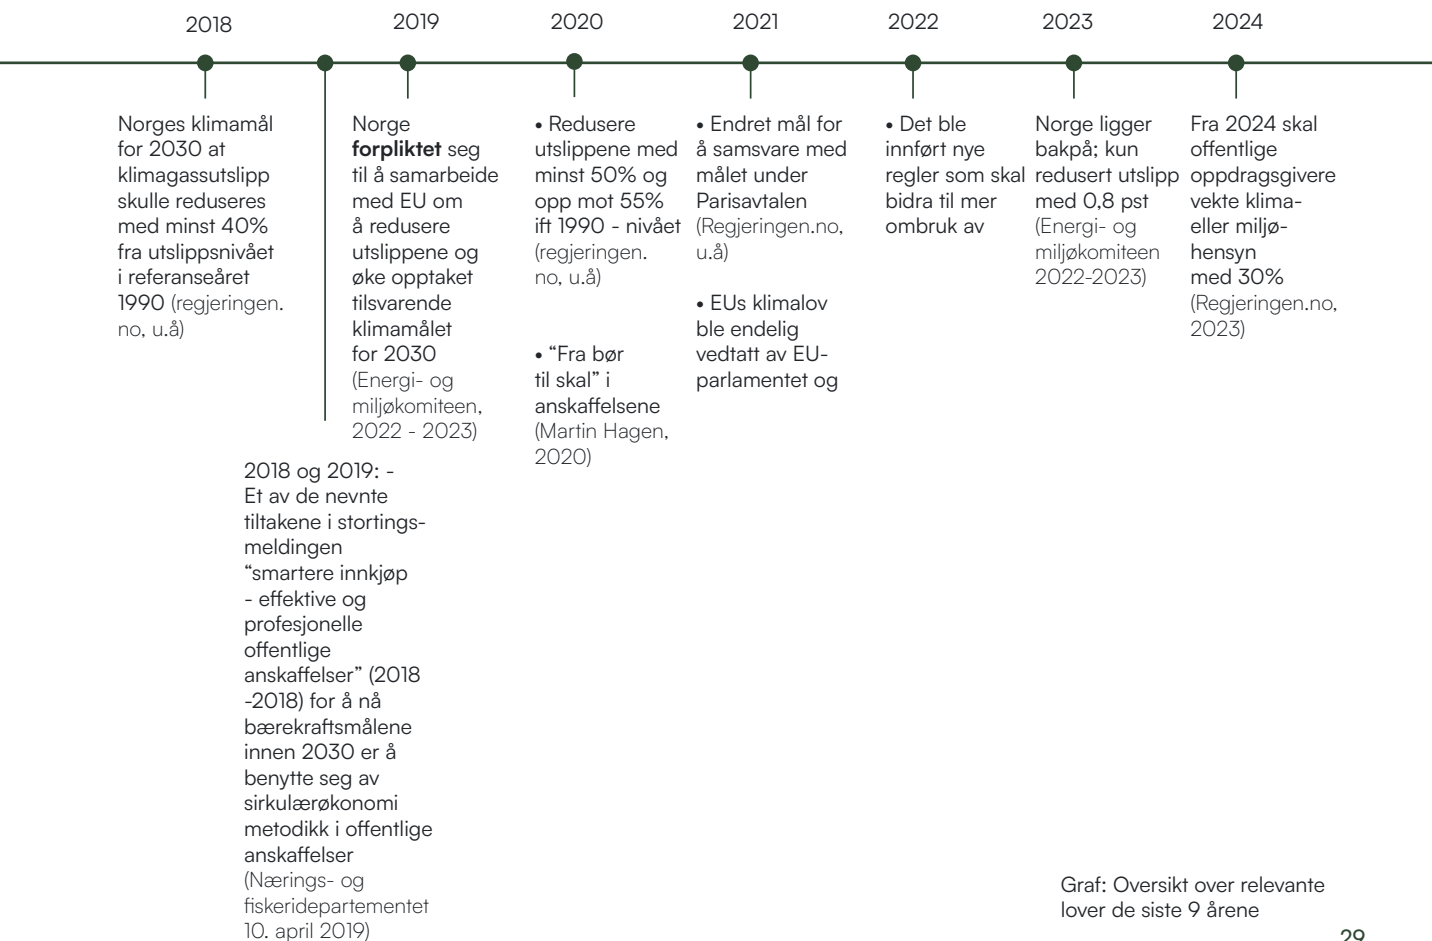 2018
2019
2020
2021
2022
2023
2024
Norges klimamål
for 2030 at
klimagassutslipp
skulle reduseres
med minst 40%
fra utslippsnivået
i referanseåret
1990 (regjeringen.
no, u.å)
2018 og 2019: -
Et av de nevnte
tiltakene i stortings-
meldingen
“smartere innkjøp
- effektive og
profesjonelle
offentlige
anskaffelser” (2018
-2018) for å nå
bærekraftsmålene
innen 2030 er å
benytte seg av
sirkulærøkonomi
metodikk i offentlige
anskaffelser
(Nærings- og
fiskeridepartementet
10. april 2019)
Norge
forpliktet seg
til å samarbeide
med EU om
å redusere
utslippene og
øke opptaket
tilsvarende
klimamålet
for 2030
(Energi- og
miljøkomiteen,
2022 - 2023)
• Redusere
utslippene med
minst 50% og
opp mot 55%
ift 1990 - nivået
(regjeringen.
no, u.å)
• “Fra bør
til skal” i
anskaffelsene
(Martin Hagen,
2020)
• Endret mål for
å samsvare med
målet under
Parisavtalen
(Regjeringen.no,
u.å)
• EUs klimalov
ble endelig
vedtatt av EU-
parlamentet og
• Det ble
innført nye
regler som skal
bidra til mer
ombruk av
Norge ligger
bakpå; kun
redusert utslipp
med 0,8 pst
(Energi- og
miljøkomiteen
2022-2023)
Fra 2024 skal
offentlige
oppdragsgivere
vekte klima-
eller miljø-
hensyn
med 30%
(Regjeringen.no,
2023)
Graf: Oversikt over relevante
lover de siste 9 årene
29